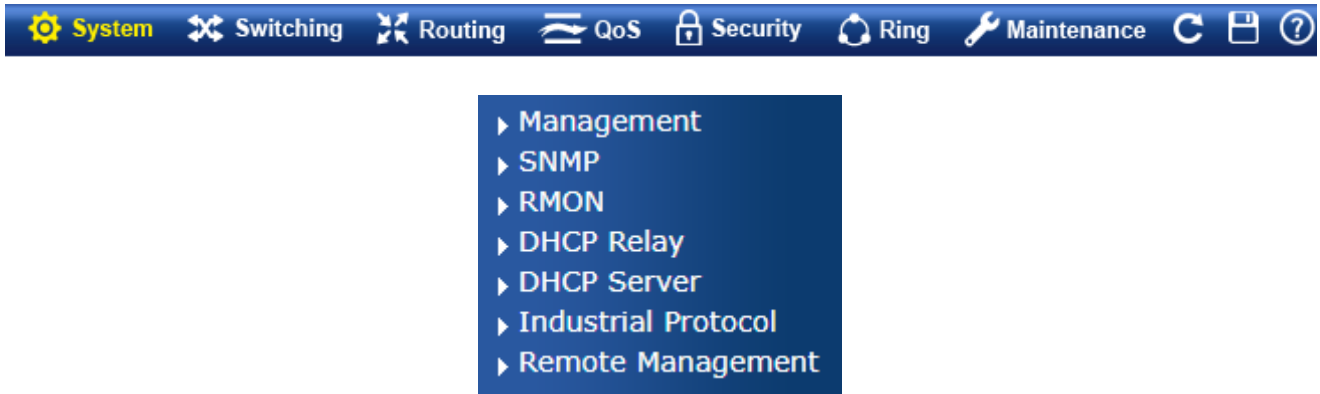 System Switching Routing QoS Security Ring Maintenance
Management
SNMP
RMON
DHCP Relay
DHCP Server
Industrial Protocol
Remote Management